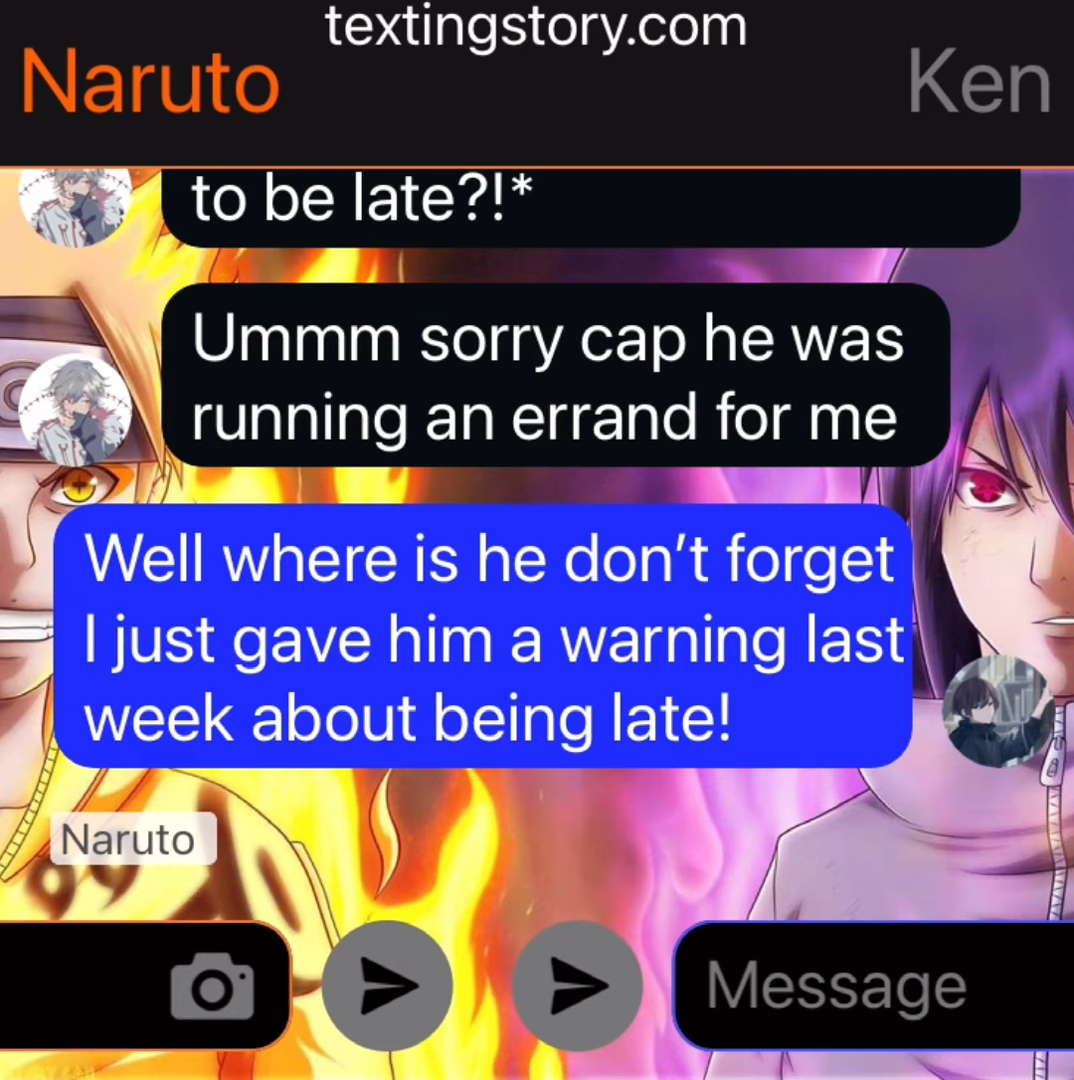 textingstory.com
Naruto
Ken
to be late?!*
Ummm sorry cap he was
running an errand for me
Well where is he don’t forget
I just gave him a warning last
week about being late!
Naruto
Message